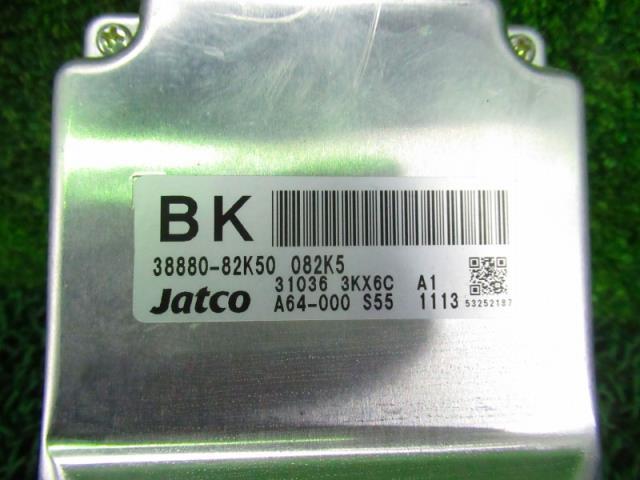 BK
38880-82K50 082K5
31036 3KX6C A1
Jatco A64-000 S55 1113 53252187